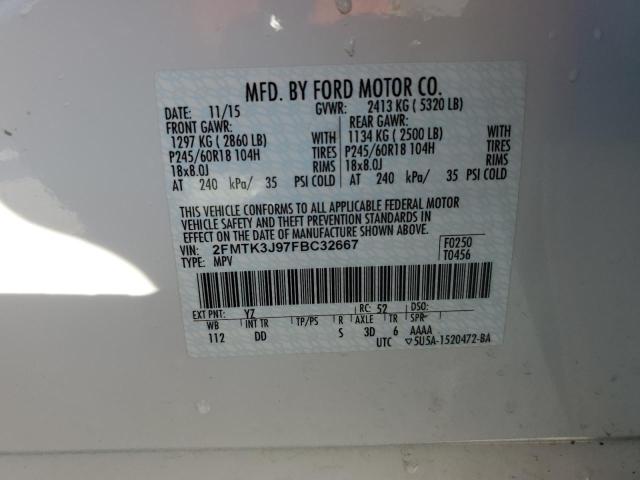 MFD. BY FORD MOTOR CO.
DATE: 11/15 GVWR: 2413 KG ( 5320 LB)
FRONT GAWR: REAR GAWR:
1297 KG ( 2860 LB) WITH 1134 KG ( 2500 LB) WITH
P245/60R18 104H TIRES P245/60R18 104H TIRES
18x8.0J RIMS 18x8.0J RIMS
AT 240 kPa/ 35 PSI COLD AT 240 kPa/ 35 PSI COLD
THIS VEHICLE CONFORMS TO ALL APPLICABLE FEDERAL MOTOR
VEHICLE SAFETY AND THEFT PREVENTION STANDARDS IN
EFFECT ON THE DATE OF MANUFACTURE SHOWN ABOVE.
VIN: 2FMTK3J97FBC32667 F0250
TYPE: MPV T0456
EXT PNT: YZ RC: 52 DSO:
WB INT TR TP/PS R AXLE TR SPR
112 DD S 3D 6 AAAA
UTC ▽5U5A-1520472-BA